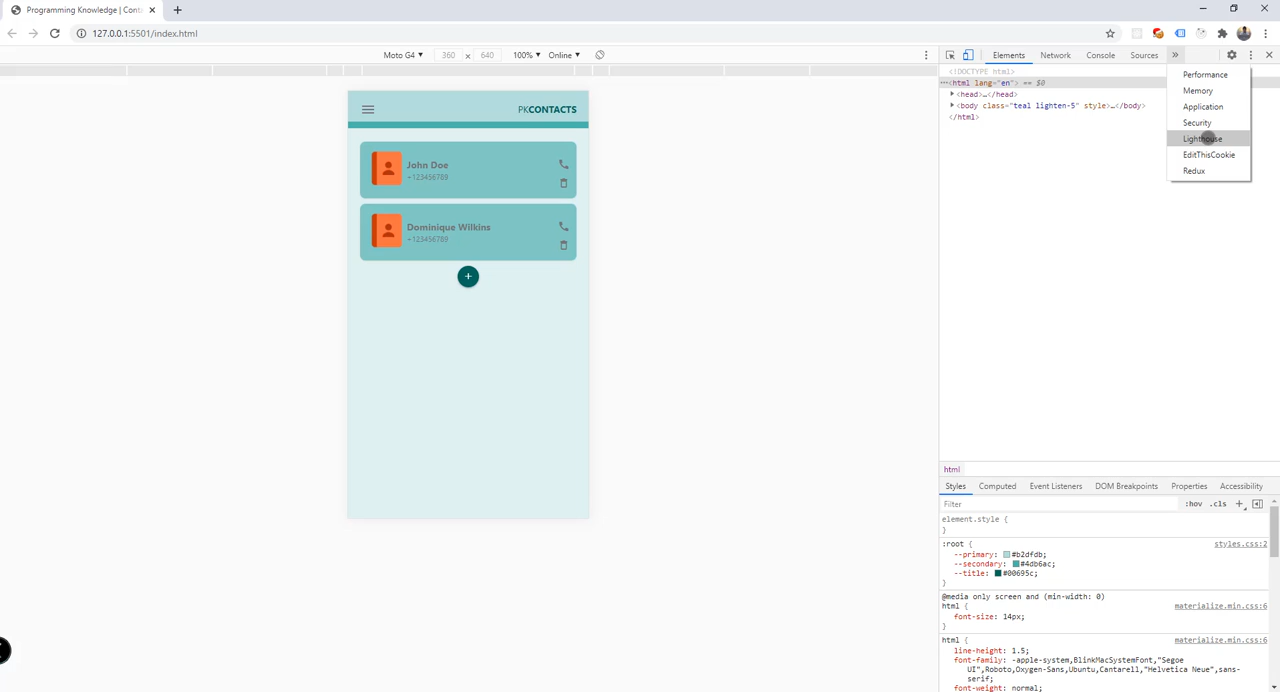 Programming Knowledge | Cont
127.0.0.1:5501/index.html
Moto G4 ▾ 360 × 640 100% ▾ Online ▾
Elements Network Console Sources »
Performance
Memory
Application
Security
Lighthouse
EditThisCookie
Redux
<!DOCTYPE html>
<html lang="en"> == $0
<head>…</head>
<body class="teal lighten-5" style>…</body>
</html>
PKCONTACTS
John Doe
+123456789
Dominique Wilkins
+123456789
+
html
Styles Computed Event Listeners DOM Breakpoints Properties Accessibility
Filter :hov .cls +
element.style {
}
:root { styles.css:2
--primary: #b2dfdb;
--secondary: #4db6ac;
--title: #00695c;
}
@media only screen and (min-width: 0)
html { materialize.min.css:6
font-size: 14px;
}
html { materialize.min.css:6
line-height: 1.5;
font-family: -apple-system,BlinkMacSystemFont,"Segoe
UI",Roboto,Oxygen-Sans,Ubuntu,Cantarell,"Helvetica Neue",sans-
serif;
font-weight: normal;